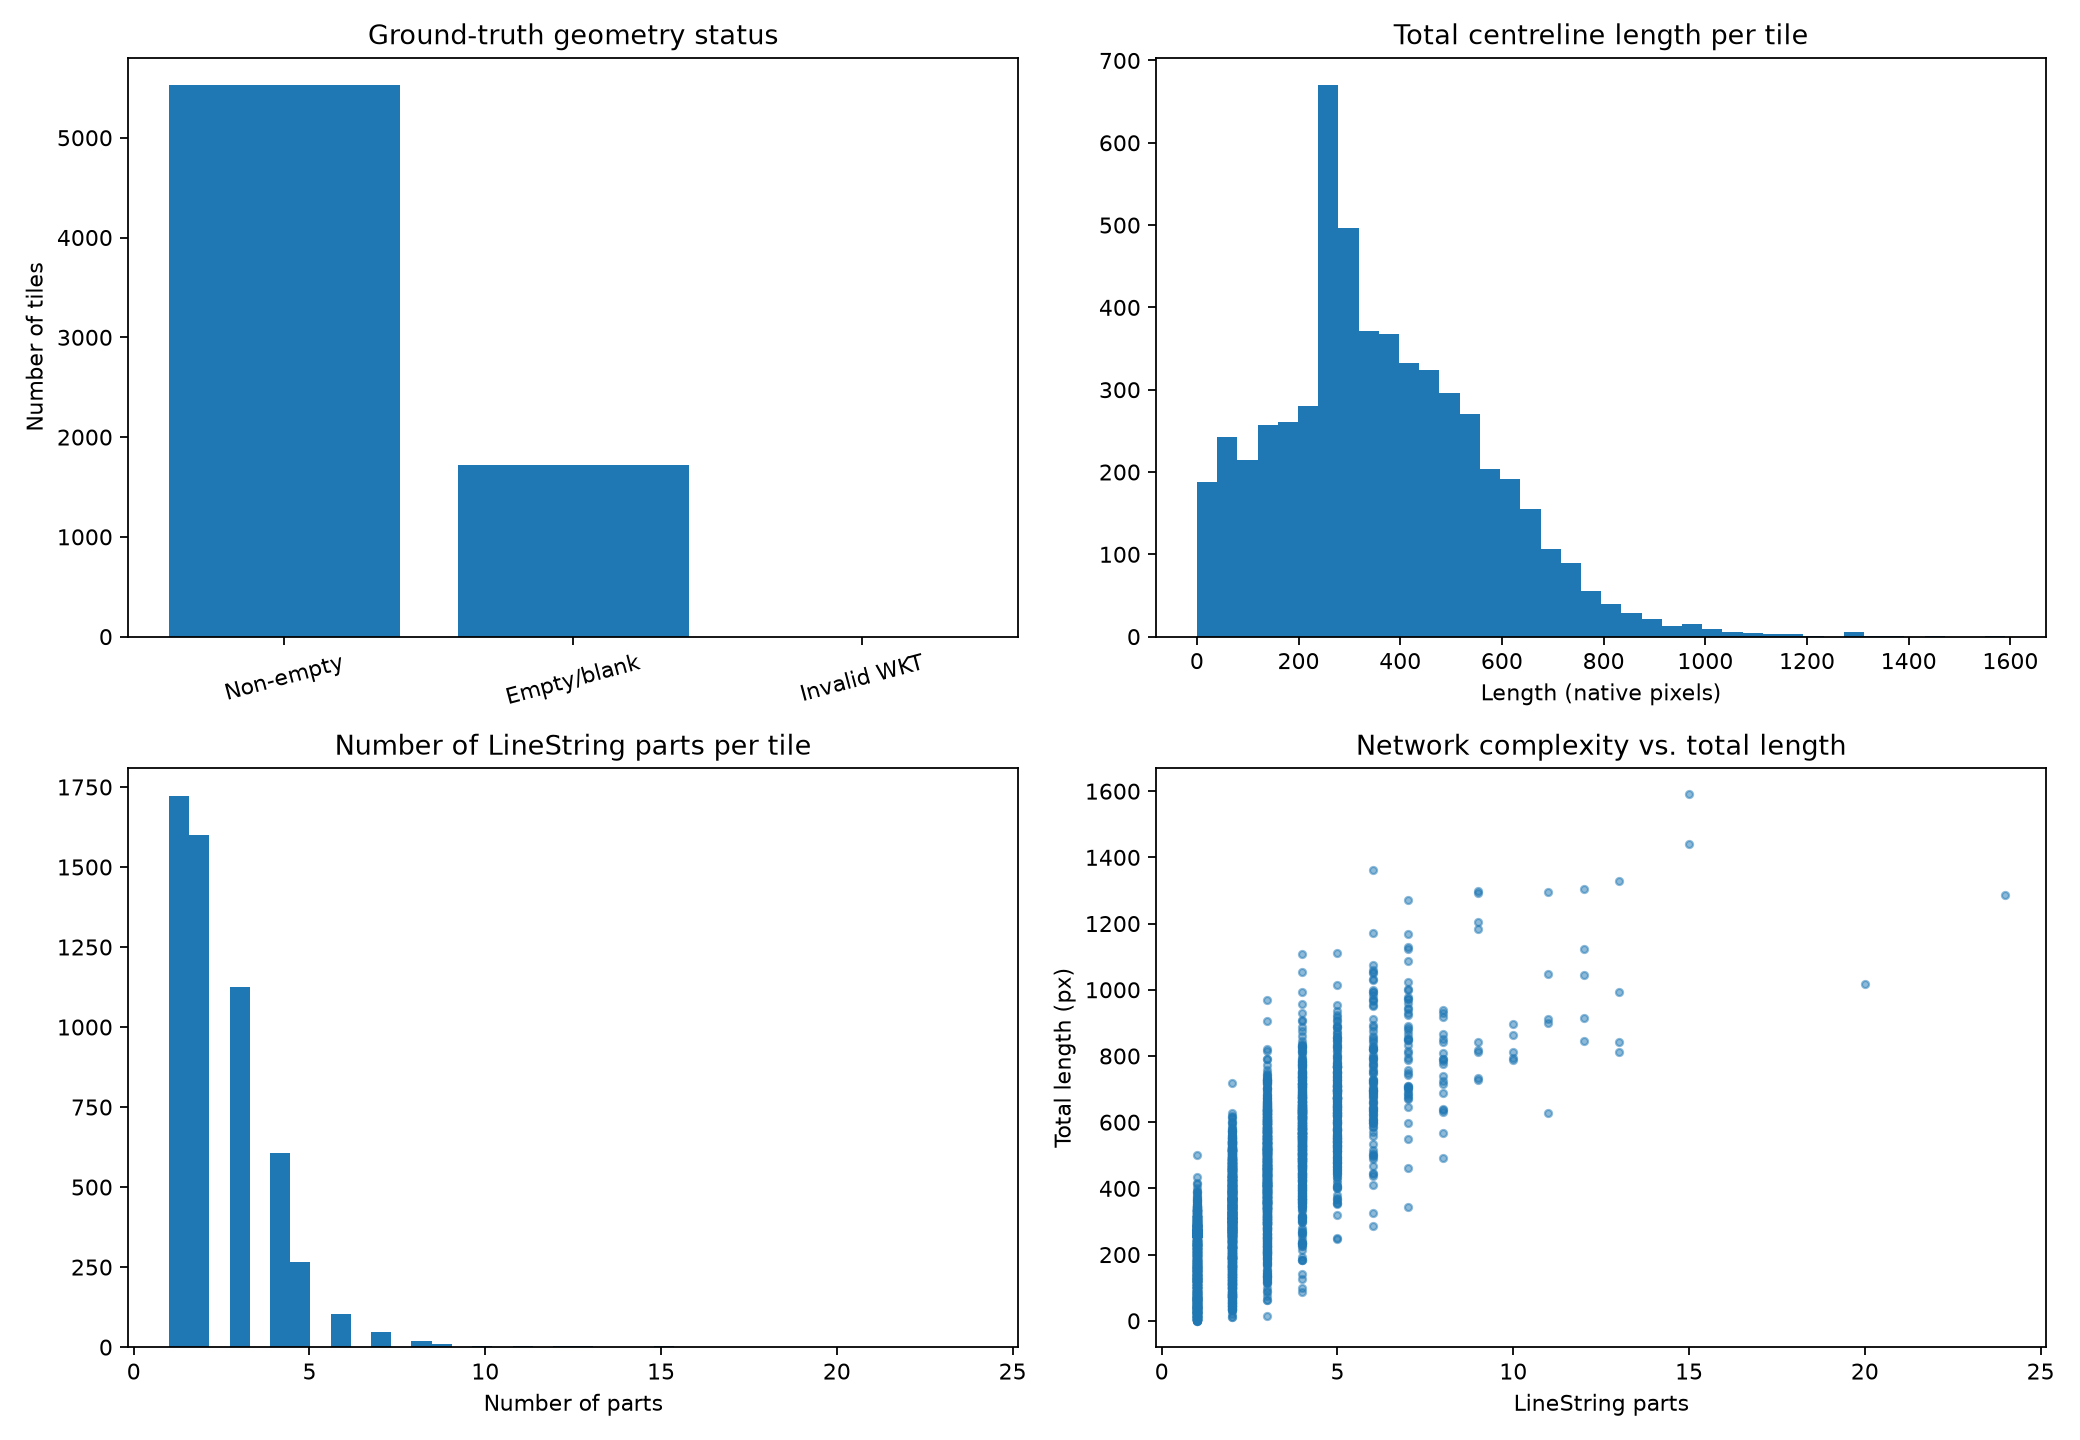 Ground-truth geometry status
Number of tiles
5000
4000
3000
2000
1000
0
Non-empty
Empty/blank
Invalid WKT
Total centreline length per tile
700
600
500
400
300
200
100
0
0 200 400 600 800 1000 1200 1400 1600
Length (native pixels)
Number of LineString parts per tile
1750
1500
1250
1000
750
500
250
0
0 5 10 15 20 25
Number of parts
Network complexity vs. total length
Total length (px)
1600
1400
1200
1000
800
600
400
200
0
0 5 10 15 20 25
LineString parts